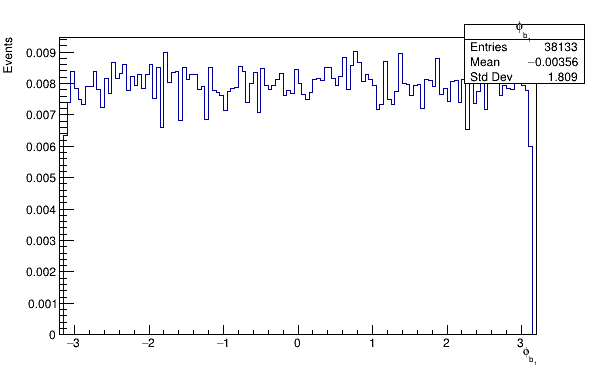 ϕ_b₁
Entries 38133
Mean −0.00356
Std Dev 1.809
Events
0.009
0.008
0.007
0.006
0.005
0.004
0.003
0.002
0.001
0
−3 −2 −1 0 1 2 3
ϕ_b₁